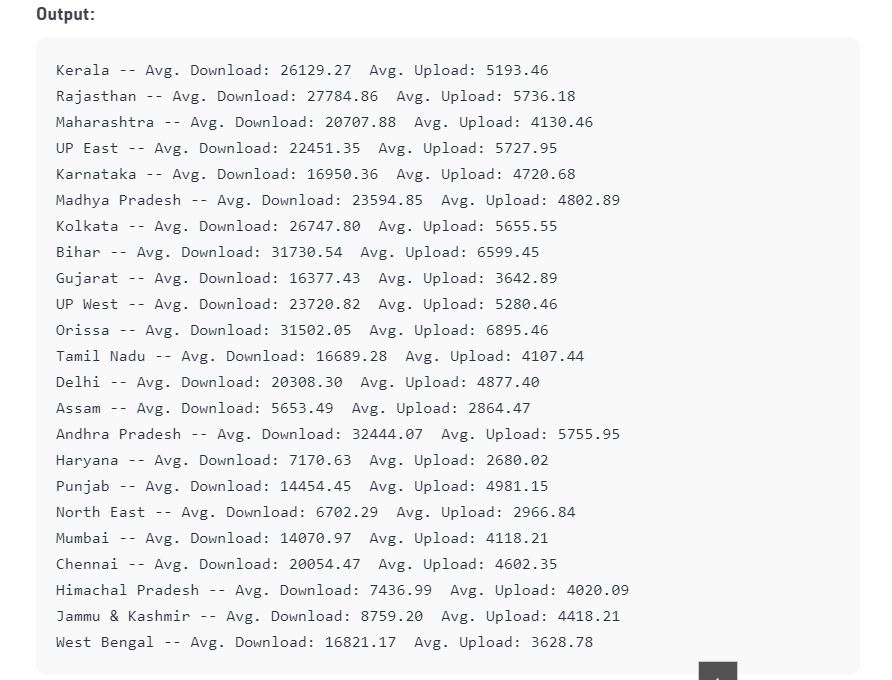 Output:
Kerala -- Avg. Download: 26129.27  Avg. Upload: 5193.46
Rajasthan -- Avg. Download: 27784.86  Avg. Upload: 5736.18
Maharashtra -- Avg. Download: 20707.88  Avg. Upload: 4130.46
UP East -- Avg. Download: 22451.35  Avg. Upload: 5727.95
Karnataka -- Avg. Download: 16950.36  Avg. Upload: 4720.68
Madhya Pradesh -- Avg. Download: 23594.85  Avg. Upload: 4802.89
Kolkata -- Avg. Download: 26747.80  Avg. Upload: 5655.55
Bihar -- Avg. Download: 31730.54  Avg. Upload: 6599.45
Gujarat -- Avg. Download: 16377.43  Avg. Upload: 3642.89
UP West -- Avg. Download: 23720.82  Avg. Upload: 5280.46
Orissa -- Avg. Download: 31502.05  Avg. Upload: 6895.46
Tamil Nadu -- Avg. Download: 16689.28  Avg. Upload: 4107.44
Delhi -- Avg. Download: 20308.30  Avg. Upload: 4877.40
Assam -- Avg. Download: 5653.49  Avg. Upload: 2864.47
Andhra Pradesh -- Avg. Download: 32444.07  Avg. Upload: 5755.95
Haryana -- Avg. Download: 7170.63  Avg. Upload: 2680.02
Punjab -- Avg. Download: 14454.45  Avg. Upload: 4981.15
North East -- Avg. Download: 6702.29  Avg. Upload: 2966.84
Mumbai -- Avg. Download: 14070.97  Avg. Upload: 4118.21
Chennai -- Avg. Download: 20054.47  Avg. Upload: 4602.35
Himachal Pradesh -- Avg. Download: 7436.99  Avg. Upload: 4020.09
Jammu & Kashmir -- Avg. Download: 8759.20  Avg. Upload: 4418.21
West Bengal -- Avg. Download: 16821.17  Avg. Upload: 3628.78